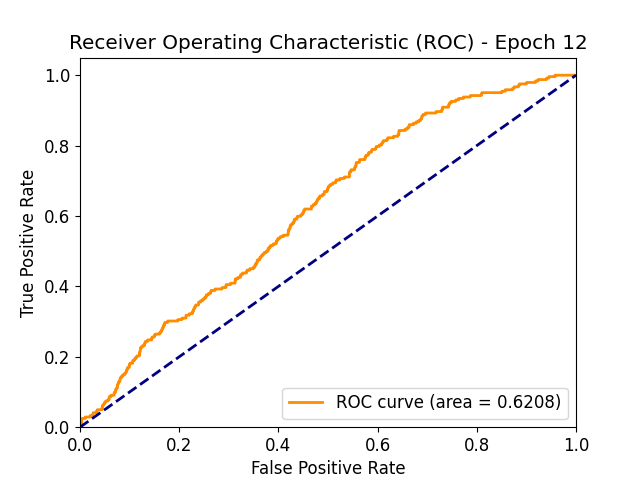 Receiver Operating Characteristic (ROC) - Epoch 12
True Positive Rate
1.0
0.8
0.6
0.4
0.2
0.0
ROC curve (area = 0.6208)
0.0 0.2 0.4 0.6 0.8 1.0
False Positive Rate